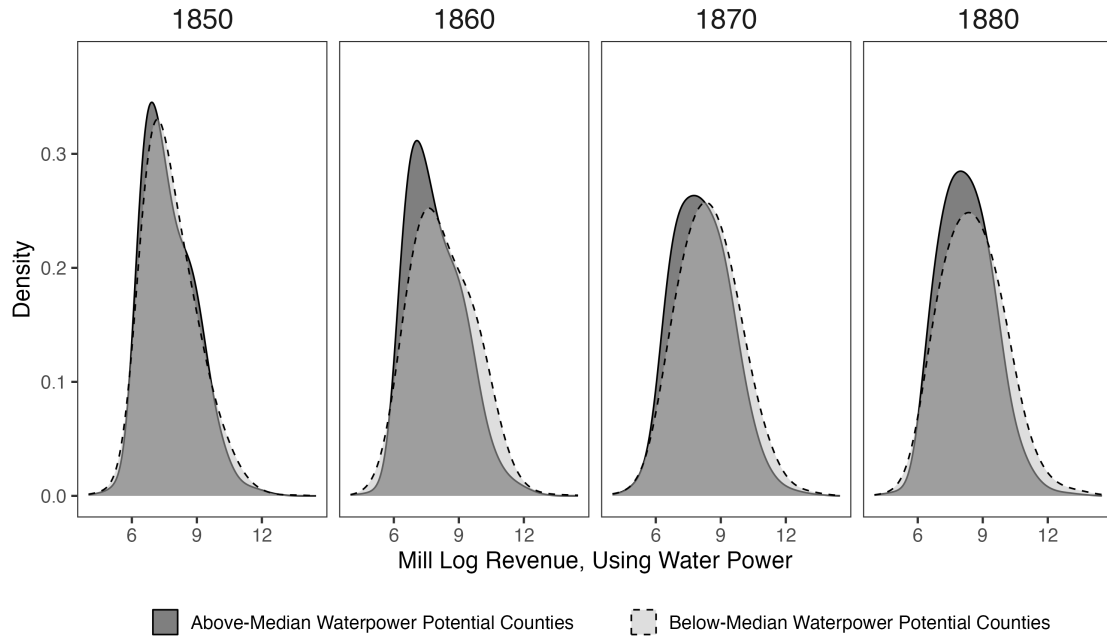 1850 1860 1870 1880
Density
0.3
0.2
0.1
0.0
6 9 12 6 9 12 6 9 12 6 9 12
Mill Log Revenue, Using Water Power
Above-Median Waterpower Potential Counties Below-Median Waterpower Potential Counties